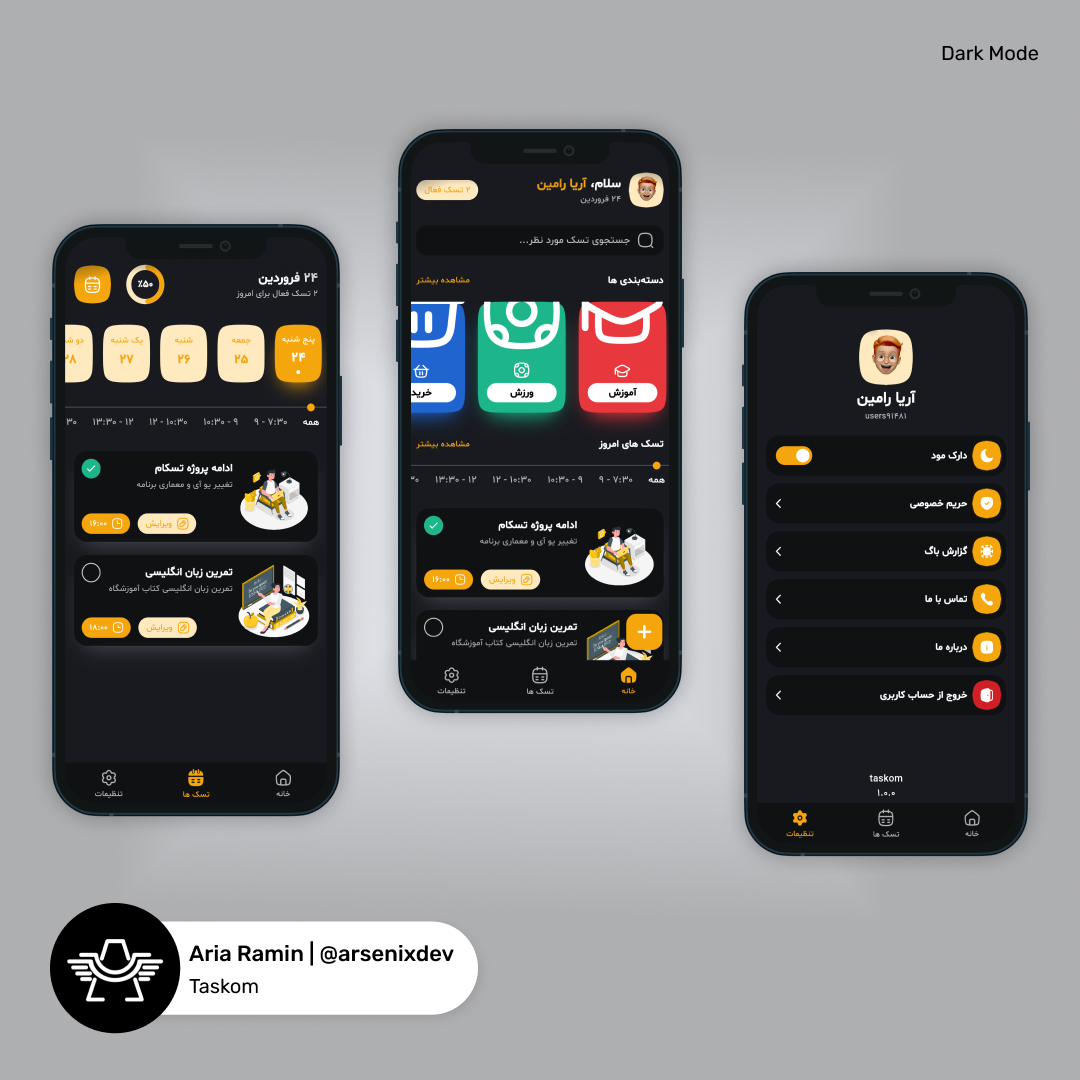 Dark Mode
۲۴ فروردین
۲ تسک فعال برای امروز
٪۵۰
پنج شنبه
۲۴
جمعه
۲۵
شنبه
۲۶
یک شنبه
۲۷
همه
۷:۳۰ - ۹
۹ - ۱۰:۳۰
۱۰:۳۰ - ۱۲
۱۲ - ۱۳:۳۰
ادامه پروژه تسکام
تغییر یو آی و معماری برنامه
ویرایش
۱۶:۰۰
تمرین زبان انگلیسی
تمرین زبان انگلیسی کتاب آموزشگاه
ویرایش
۱۸:۰۰
خانه
تسک ها
تنظیمات
سلام، آریا رامین
۲۴ فروردین
۲ تسک فعال
جستجوی تسک مورد نظر...
دسته‌بندی ها
مشاهده بیشتر
آموزش
ورزش
خرید
تسک های امروز
مشاهده بیشتر
همه
۷:۳۰ - ۹
۹ - ۱۰:۳۰
۱۰:۳۰ - ۱۲
۱۲ - ۱۳:۳۰
ادامه پروژه تسکام
تغییر یو آی و معماری برنامه
ویرایش
۱۶:۰۰
تمرین زبان انگلیسی
تمرین زبان انگلیسی کتاب آموزشگاه
خانه
تسک ها
تنظیمات
آریا رامین
users۹۱۴۸۱
دارک مود
حریم خصوصی
گزارش باگ
تماس با ما
درباره ما
خروج از حساب کاربری
taskom
۱.۰.۰
خانه
تسک ها
تنظیمات
Aria Ramin | @arsenixdev
Taskom